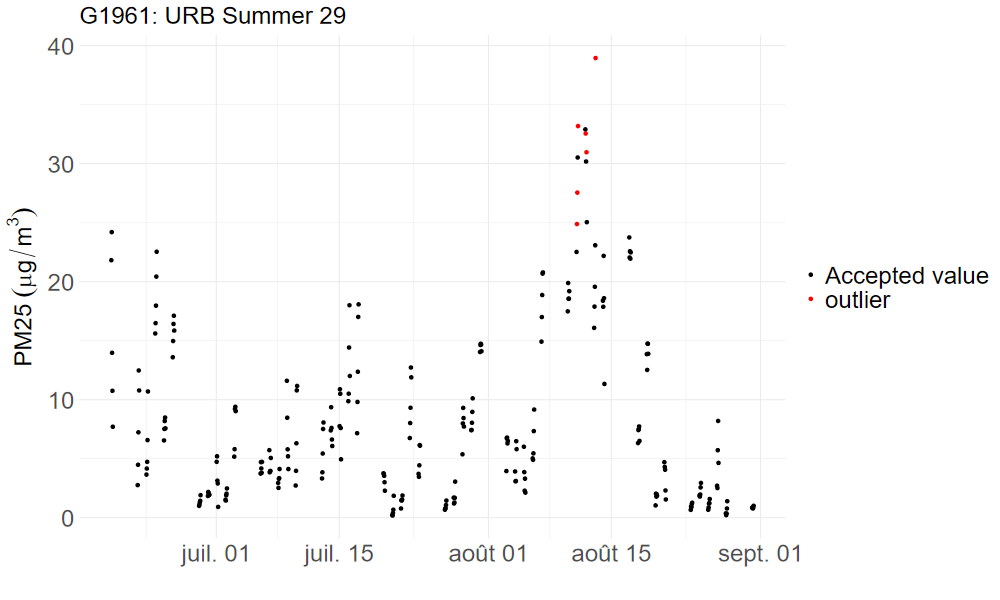 G1961: URB Summer 29
40
30
20
10
0
PM25 (μg/m³)
juil. 01
juil. 15
août 01
août 15
sept. 01
Accepted value
outlier